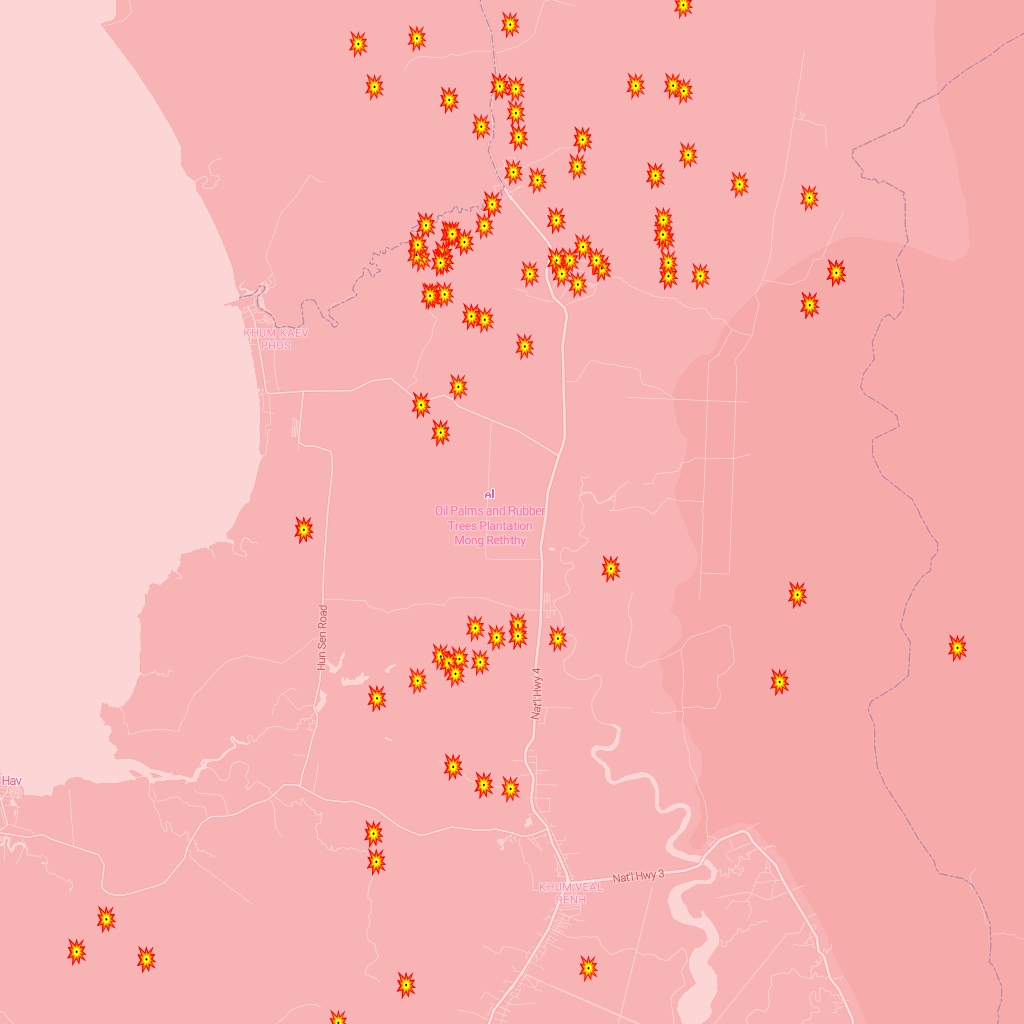 KHUM KAEV
PHOS
Oil Palms and Rubber
Trees Plantation
Mong Reththy
Hun Sen Road
Nat'l Hwy 4
Hav
Nat'l Hwy 3
KHUM VEAL
RENH